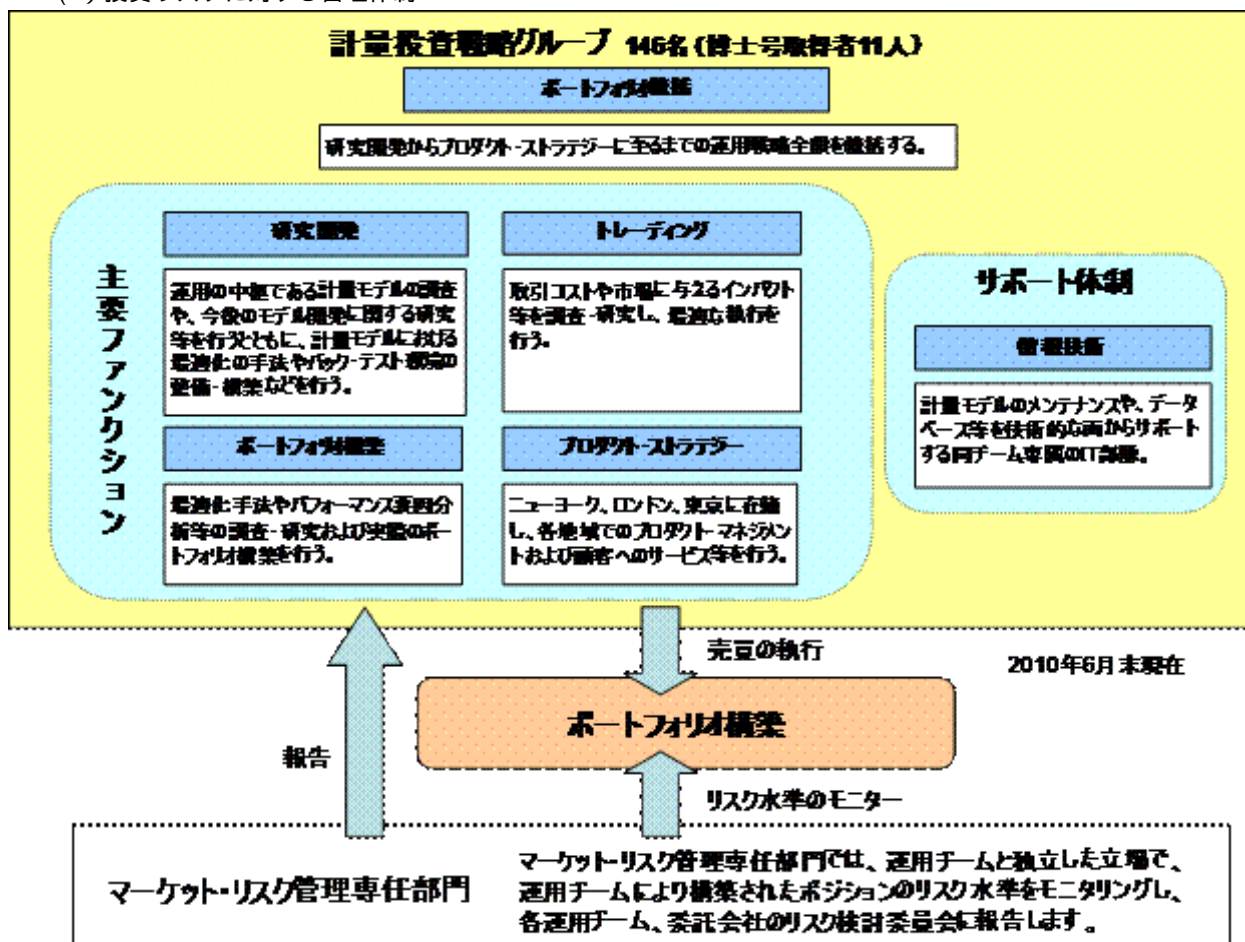 計量投資戦略グループ 146名(博士号取得者11人)
ポートフォリオ統括
研究開発からプロダクト・ストラテジーに至るまでの運用戦略全般を統括する。
主要ファンクション
研究開発
運用の中枢である計量モデルの調査
や、今後のモデル開発に関する研究
等を行うとともに、計量モデルにおける
最適化の手法やバック・テスト環境の
整備・構築などを行う。
トレーディング
取引コストや市場に与えるインパクト
等を調査・研究し、最適な執行を
行う。
ポートフォリオ構築
最適化手法やパフォーマンス要因分
析等の調査・研究および実際のポー
トフォリオ構築を行う。
プロダクト・ストラテジー
ニューヨーク、ロンドン、東京に在籍
し、各地域でのプロダクト・マネジメン
トおよび顧客へのサービス等を行う。
サポート体制
情報技術
計量モデルのメンテナンスや、データ
ベース等を技術的な面からサポート
する同チーム専属のIT部隊。
売買の執行
2010年6月末現在
ポートフォリオ構築
報告
リスク水準のモニター
マーケット・リスク管理専任部門
マーケット・リスク管理専任部門では、運用チームと独立した立場で、
運用チームにより構築されたポジションのリスク水準をモニタリングし、
各運用チーム、委託会社のリスク検討委員会に報告します。